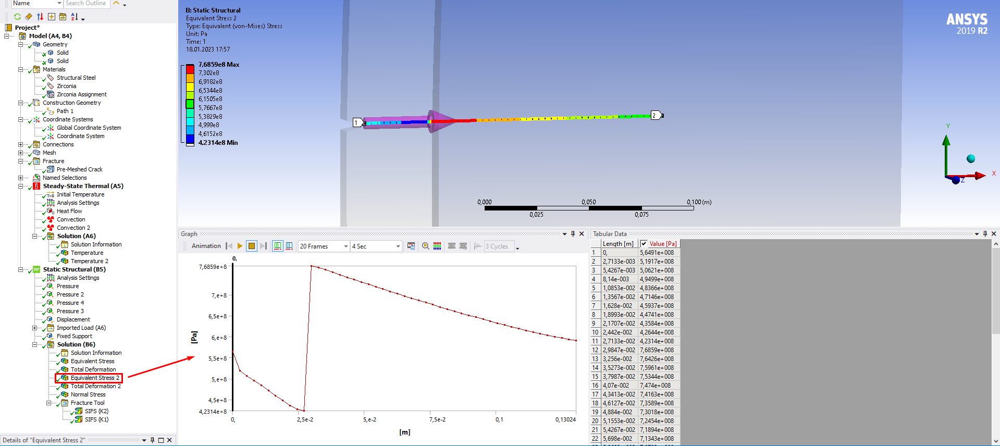 Name
Search Outline
Project*
Model (A4, B4)
Geometry
Solid
Solid
Materials
Structural Steel
Zirconia
Zirconia Assignment
Construction Geometry
Path 1
Coordinate Systems
Global Coordinate System
Coordinate System
Connections
Mesh
Fracture
Pre-Meshed Crack
Named Selections
Steady-State Thermal (A5)
T=0 Initial Temperature
Analysis Settings
Heat Flow
Convection
Convection 2
Solution (A6)
Solution Information
Temperature
Temperature 2
Static Structural (B5)
Analysis Settings
Pressure
Pressure 2
Pressure 4
Pressure 3
Displacement
Imported Load (A6)
Fixed Support
Solution (B6)
Solution Information
Equivalent Stress
Total Deformation
Equivalent Stress 2
Total Deformation 2
Normal Stress
Fracture Tool
SIFS (K2)
SIFS (K1)
Details of "Equivalent Stress 2"
B: Static Structural
Equivalent Stress 2
Type: Equivalent (von-Mises) Stress
Unit: Pa
Time: 1
18.01.2023 17:57
7,6859e8 Max
7,302e8
6,9182e8
6,5344e8
6,1505e8
5,7667e8
5,3829e8
4,999e8
4,6152e8
4,2314e8 Min
1
2
ANSYS
2019 R2
Y
X
Z
0,000
0,050
0,100 (m)
0,025
0,075
Graph
Animation
20 Frames
4 Sec
3 Cycles
0,
7,6859e+8
7,e+8
6,5e+8
6,e+8
5,5e+8
5,e+8
4,5e+8
4,2314e+8
[Pa]
0,
2,5e-2
5,e-2
7,5e-2
0,1
0,13024
[m]
Tabular Data
Length [m] Value [Pa]
1 0, 5,6491e+008
2 2,7133e-003 5,1917e+008
3 5,4267e-003 5,0621e+008
4 8,14e-003 4,9499e+008
5 1,0853e-002 4,8366e+008
6 1,3567e-002 4,7146e+008
7 1,628e-002 4,5937e+008
8 1,8993e-002 4,4741e+008
9 2,1707e-002 4,3584e+008
10 2,442e-002 4,2644e+008
11 2,7133e-002 4,2314e+008
12 2,9847e-002 7,6859e+008
13 3,256e-002 7,6426e+008
14 3,5273e-002 7,5961e+008
15 3,7987e-002 7,5344e+008
16 4,07e-002 7,474e+008
17 4,3413e-002 7,4163e+008
18 4,6127e-002 7,3589e+008
19 4,884e-002 7,3018e+008
20 5,1553e-002 7,2454e+008
21 5,4267e-002 7,1894e+008
22 5,698e-002 7,1343e+008